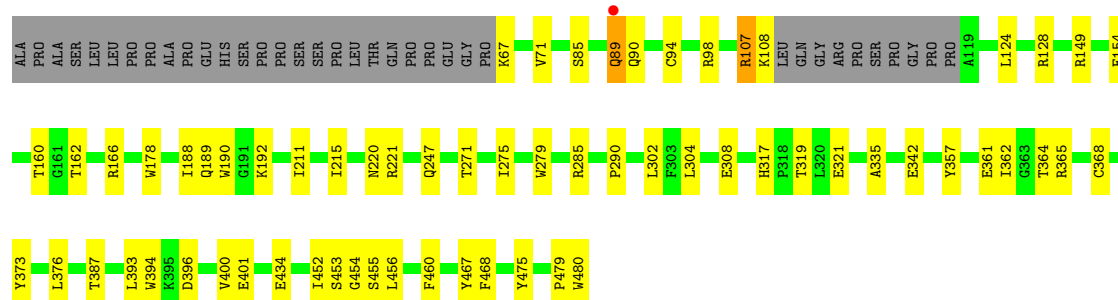 ALA PRO ALA SER LEU LEU PRO PRO ALA PRO GLU HIS SER PRO PRO SER SER PRO LEU THR GLN PRO PRO GLU GLY PRO K67 V71 S85 Q89 Q90 C94 R98 R107 K108 LEU GLN GLY ARG PRO SER PRO GLY PRO PRO A119 L124 R128 R149 E154
T160 G161 T162 R166 W178 I188 Q189 W190 G191 K192 I211 I215 N220 R221 Q247 T271 I275 W279 R285 P290 L302 F303 L304 E308 H317 P318 T319 L320 E321 A335 E342 Y357 E361 I362 G363 T364 R365 C368
Y373 L376 T387 L393 W394 K395 D396 V400 E401 E434 I452 S453 G454 S455 L456 F460 Y467 F468 Y475 P479 W480